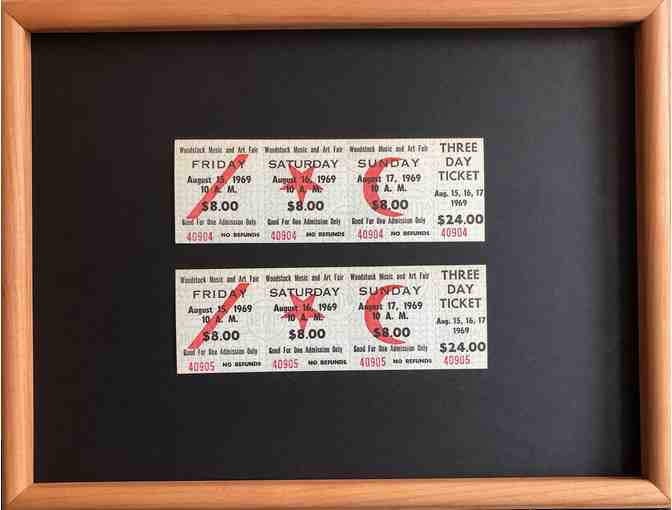 Woodstock Music and Art Fair
FRIDAY
August 15, 1969
10 A. M.
$8.00
Good For One Admission Only
40904 NO REFUNDS
Woodstock Music and Art Fair
SATURDAY
August 16, 1969
10 A. M.
$8.00
Good For One Admission Only
40904 NO REFUNDS
Woodstock Music and Art Fair
SUNDAY
August 17, 1969
10 A. M.
$8.00
Good For One Admission Only
40904 NO REFUNDS
THREE
DAY
TICKET
Aug. 15, 16, 17
1969
$24.00
40904
Woodstock Music and Art Fair
FRIDAY
August 15, 1969
10 A. M.
$8.00
Good For One Admission Only
40905 NO REFUNDS
Woodstock Music and Art Fair
SATURDAY
August 16, 1969
10 A. M.
$8.00
Good For One Admission Only
40905 NO REFUNDS
Woodstock Music and Art Fair
SUNDAY
August 17, 1969
10 A. M.
$8.00
Good For One Admission Only
40905 NO REFUNDS
THREE
DAY
TICKET
Aug. 15, 16, 17
1969
$24.00
40905